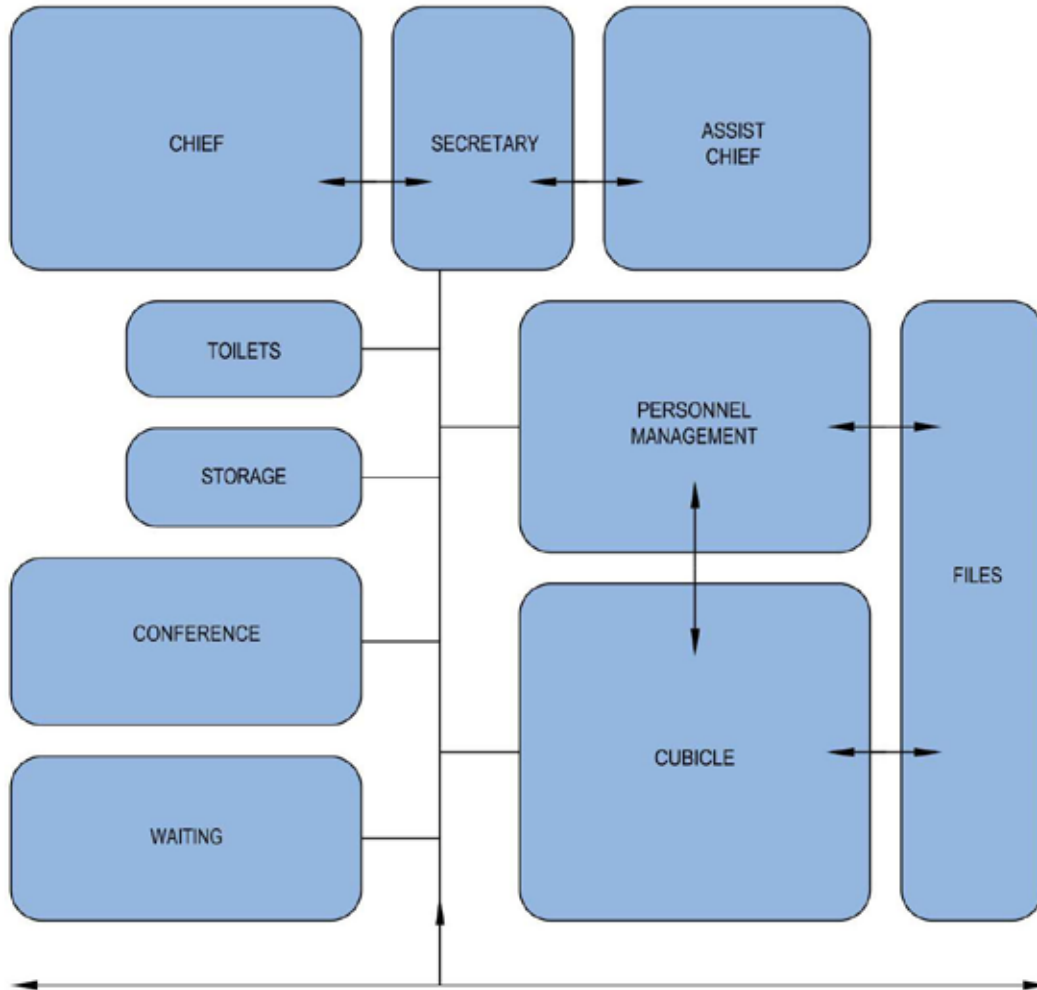 CHIEF
SECRETARY
ASSIST
CHIEF
TOILETS
PERSONNEL
MANAGEMENT
STORAGE
FILES
CONFERENCE
CUBICLE
WAITING